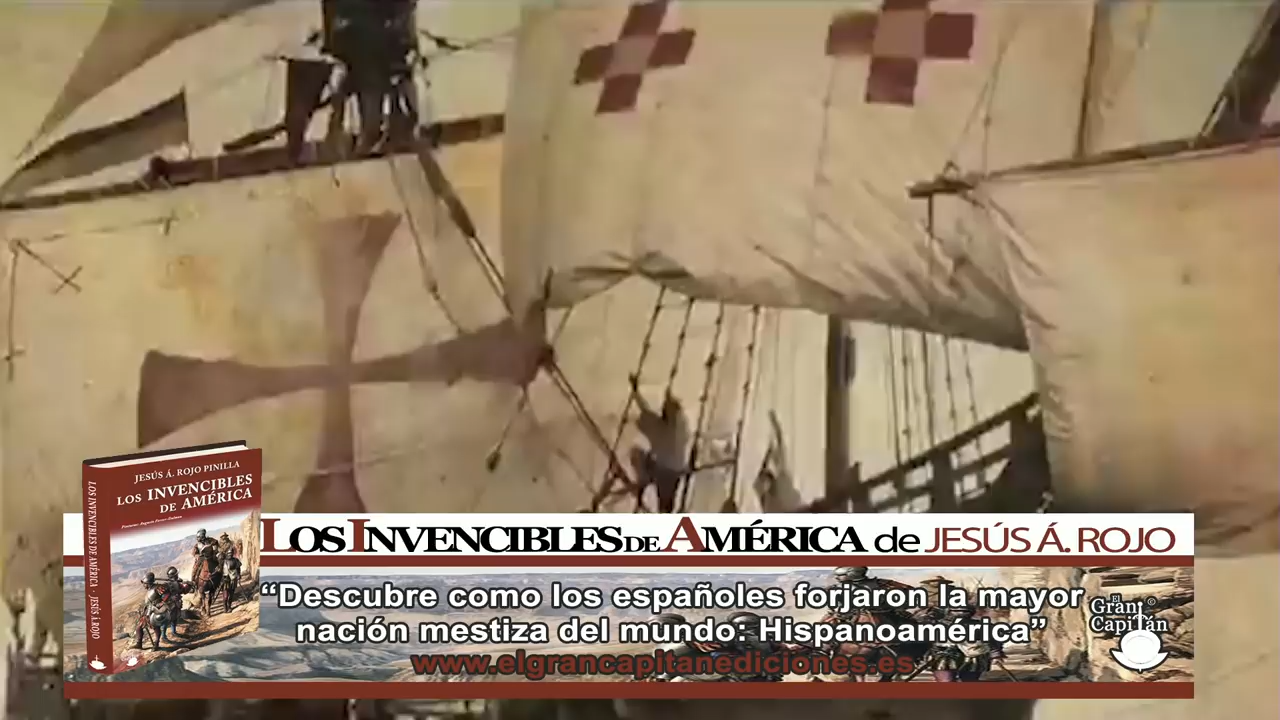 JESÚS Á. ROJO PINILLA
LOS INVENCIBLES
DE AMÉRICA
LOS INVENCIBLES DE AMÉRICA - JESÚS Á. ROJO
LOS INVENCIBLES DE AMÉRICA de JESÚS Á. ROJO
“Descubre como los españoles forjaron la mayor
nación mestiza del mundo: Hispanoamérica”
www.elgrancapitanediciones.es
El
Gran ®
Capitán